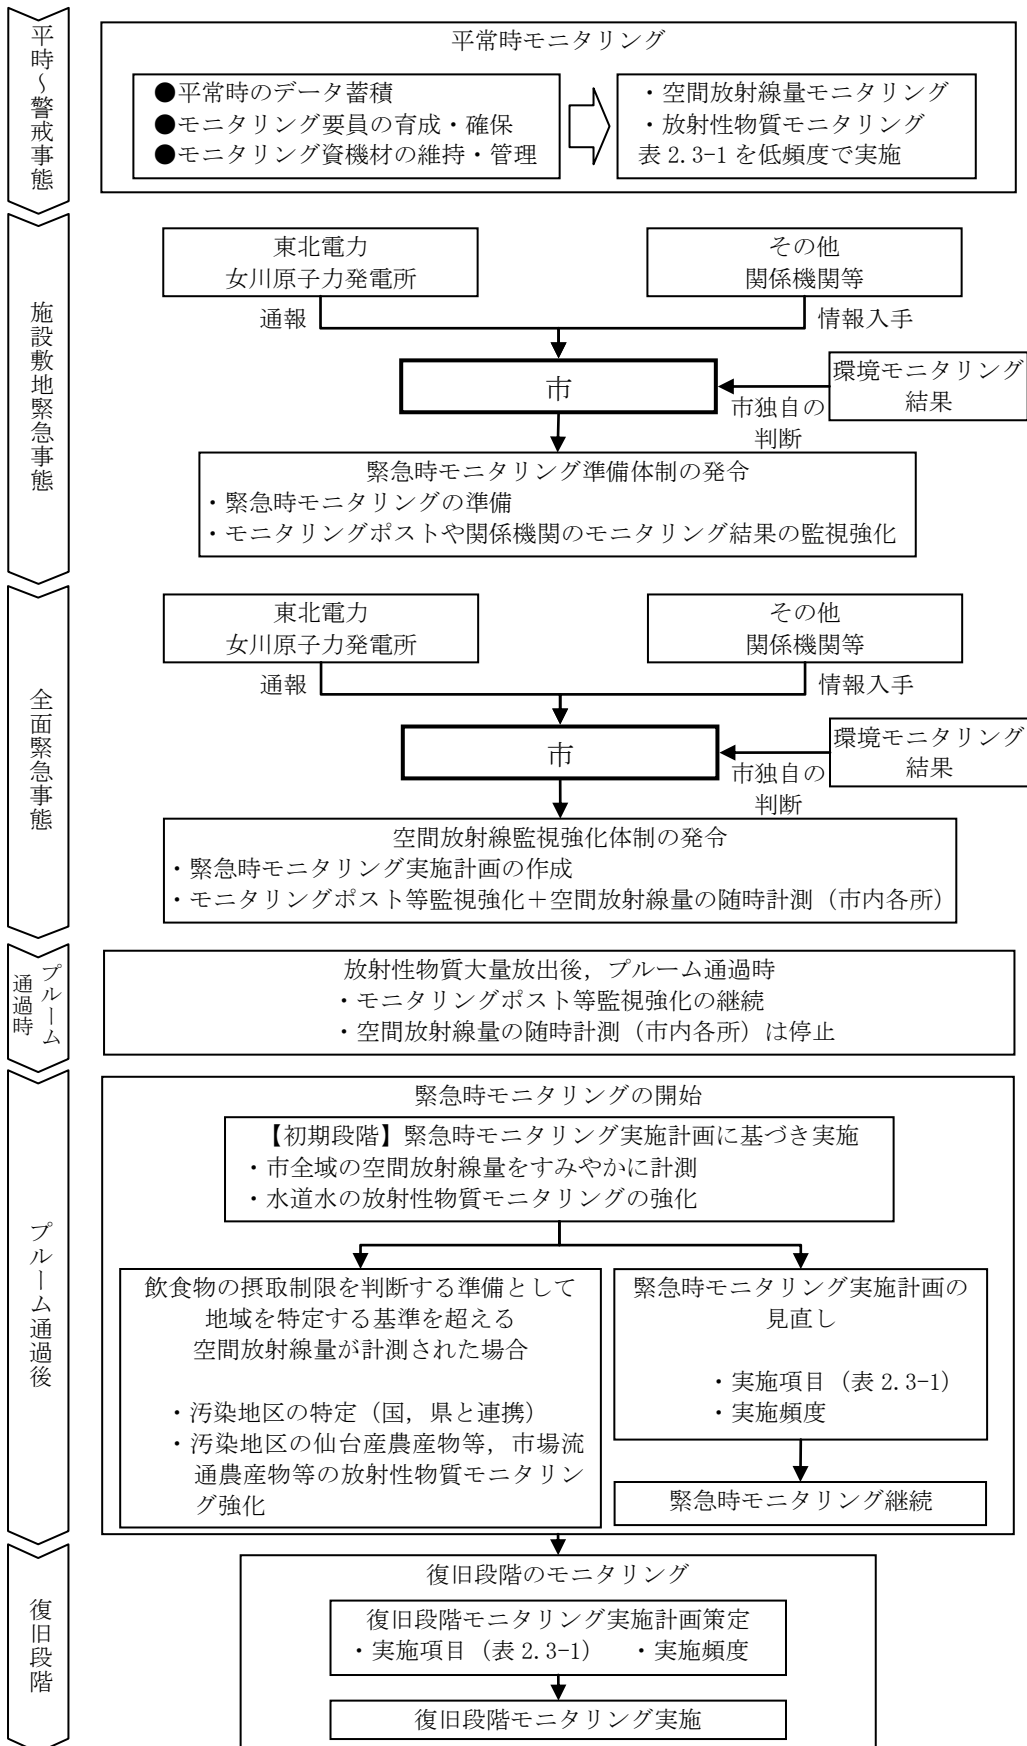 平時～警戒事態
平常時モニタリング
●平常時のデータ蓄積
●モニタリング要員の育成・確保
●モニタリング資機材の維持・管理
・空間放射線量モニタリング
・放射性物質モニタリング
表 2.3-1 を低頻度で実施
施設敷地緊急事態
東北電力
女川原子力発電所
その他
関係機関等
通報
情報入手
市
環境モニタリング
結果
市独自の
判断
緊急時モニタリング準備体制の発令
・緊急時モニタリングの準備
・モニタリングポストや関係機関のモニタリング結果の監視強化
全面緊急事態
東北電力
女川原子力発電所
その他
関係機関等
通報
情報入手
市
環境モニタリング
結果
市独自の
判断
空間放射線監視強化体制の発令
・緊急時モニタリング実施計画の作成
・モニタリングポスト等監視強化＋空間放射線量の随時計測（市内各所）
プルーム
通過時
放射性物質大量放出後，プルーム通過時
・モニタリングポスト等監視強化の継続
・空間放射線量の随時計測（市内各所）は停止
プルーム通過後
緊急時モニタリングの開始
【初期段階】緊急時モニタリング実施計画に基づき実施
・市全域の空間放射線量をすみやかに計測
・水道水の放射性物質モニタリングの強化
飲食物の摂取制限を判断する準備として
地域を特定する基準を超える
空間放射線量が計測された場合
・汚染地区の特定（国，県と連携）
・汚染地区の仙台産農産物等，市場流
通農産物等の放射性物質モニタリン
グ強化
緊急時モニタリング実施計画の
見直し
・実施項目（表 2.3-1）
・実施頻度
緊急時モニタリング継続
復旧段階
復旧段階のモニタリング
復旧段階モニタリング実施計画策定
・実施項目（表 2.3-1）　・実施頻度
復旧段階モニタリング実施